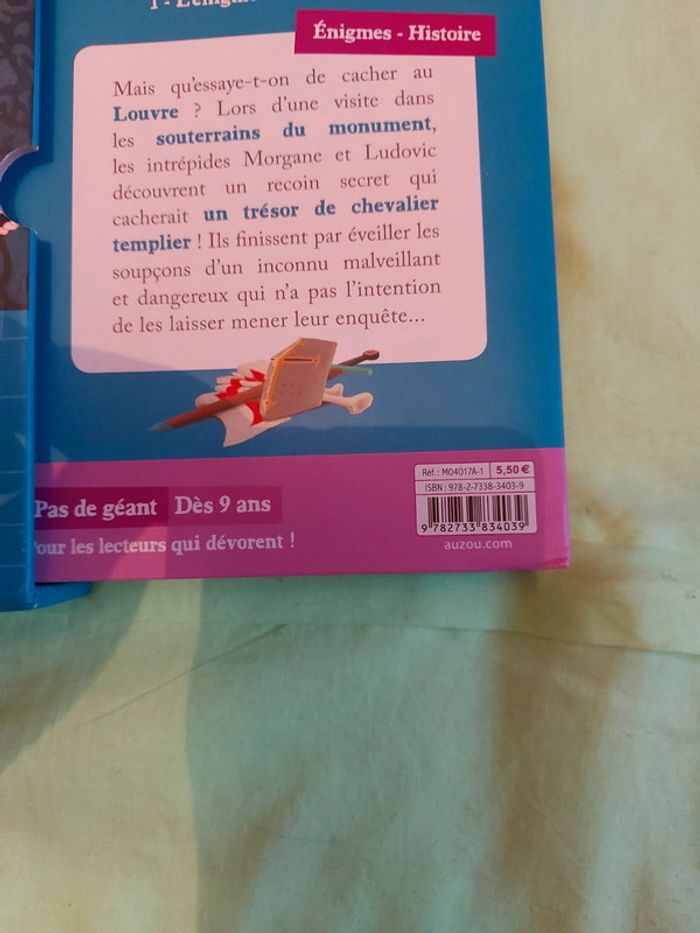 Énigmes - Histoire
Mais qu'essaye-t-on de cacher au
Louvre ? Lors d'une visite dans
les souterrains du monument,
les intrépides Morgane et Ludovic
découvrent un recoin secret qui
cacherait un trésor de chevalier
templier ! Ils finissent par éveiller les
soupçons d'un inconnu malveillant
et dangereux qui n'a pas l'intention
de les laisser mener leur enquête...
Pas de géant Dès 9 ans
our les lecteurs qui dévorent !
Réf.: MO4017A-1 5,50 €
ISBN : 978-2-7338-3403-9
9 782733 834039
auzou.com